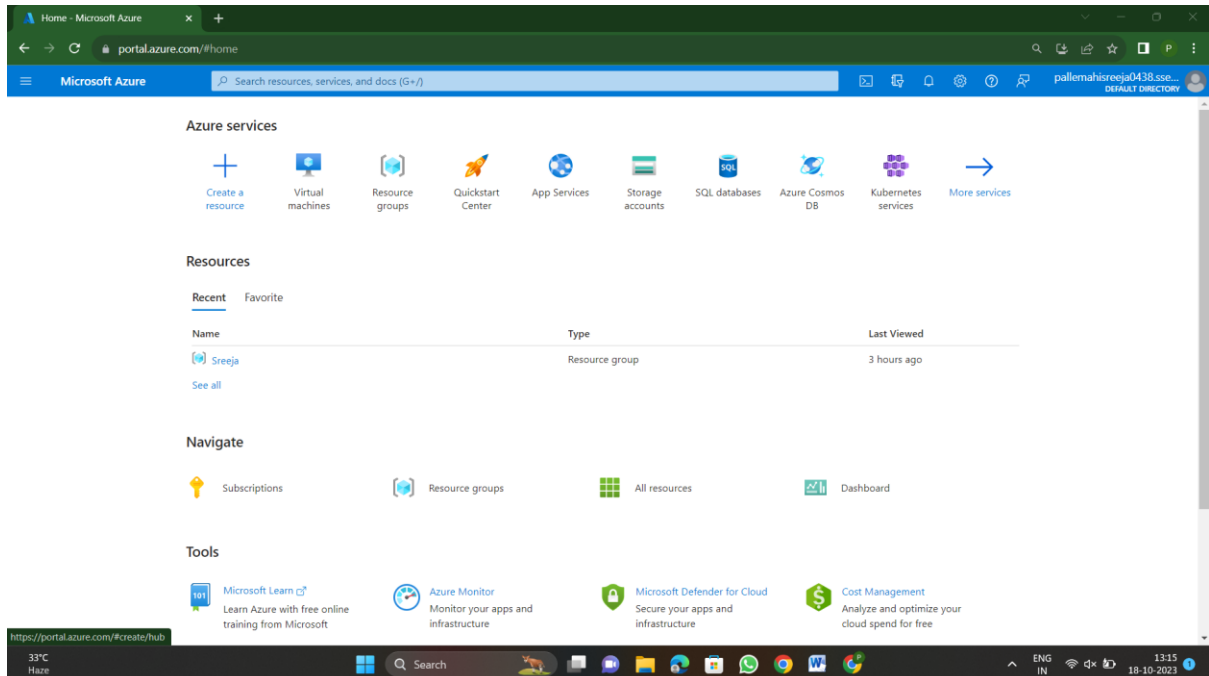 Home - Microsoft Azure
portal.azure.com/#home
P
Microsoft Azure
Search resources, services, and docs (G+/)
pallemahisreeja0438.sse...
DEFAULT DIRECTORY
Azure services
Create a resource
Virtual machines
Resource groups
Quickstart Center
App Services
Storage accounts
SQL
SQL databases
Azure Cosmos DB
Kubernetes services
More services
Resources
Recent Favorite
Name Type Last Viewed
Sreeja Resource group 3 hours ago
See all
Navigate
Subscriptions Resource groups All resources Dashboard
Tools
101
Microsoft Learn
Learn Azure with free online
training from Microsoft
Azure Monitor
Monitor your apps and
infrastructure
Microsoft Defender for Cloud
Secure your apps and
infrastructure
Cost Management
Analyze and optimize your
cloud spend for free
https://portal.azure.com/#create/hub
33°C
Haze
Search
ENG
IN
13:15
18-10-2023
1